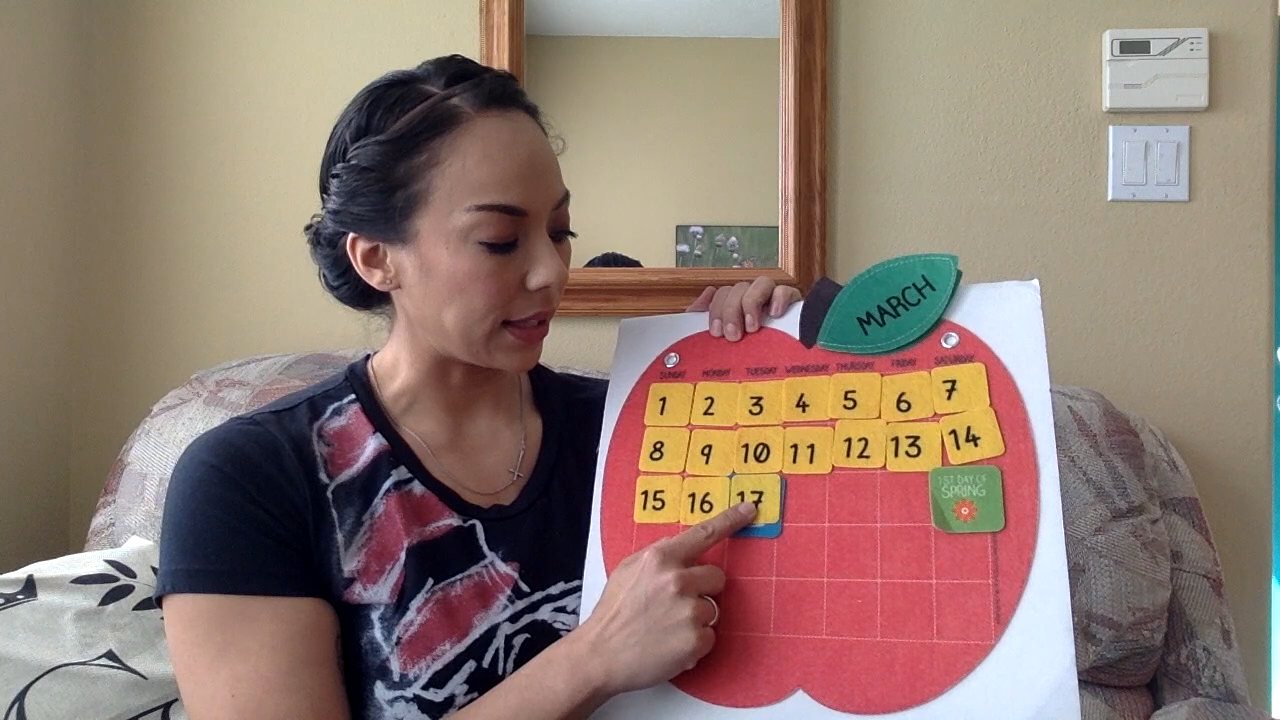 MARCH
SUNDAY MONDAY TUESDAY WEDNESDAY THURSDAY FRIDAY SATURDAY
1 2 3 4 5 6 7
8 9 10 11 12 13 14
15 16 17
1ST DAY OF
SPRING